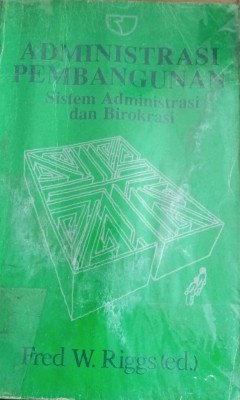 ADMINISTRASI
PEMBANGUNAN
Sistem Administrasi
dan Birokrasi
Fred W. Riggs (ed.)